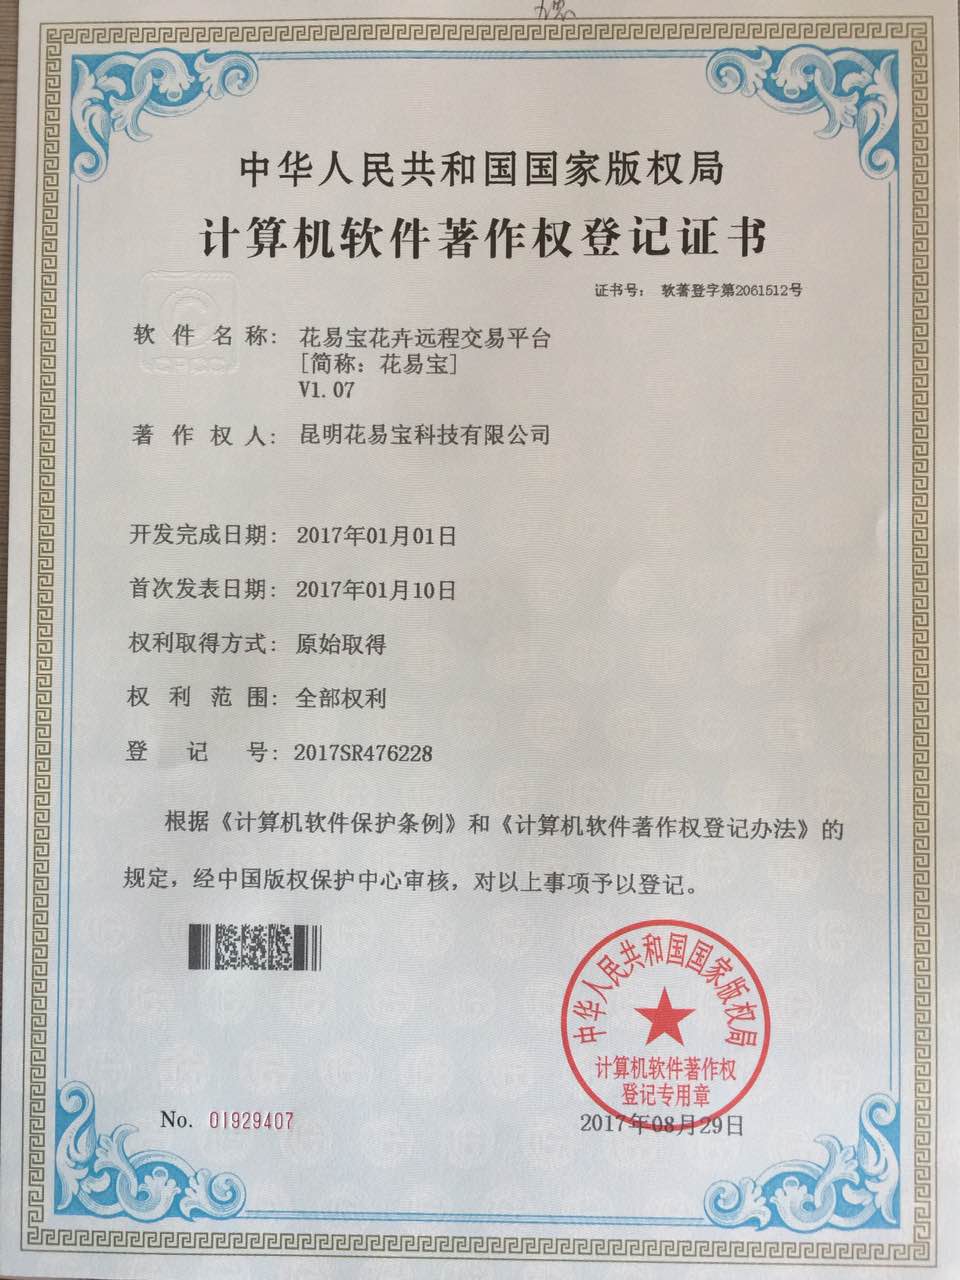 中华人民共和国国家版权局
计算机软件著作权登记证书
证书号： 软著登字第2061512号
软件名称： 花易宝花卉远程交易平台
[简称：花易宝]
V1.07
著作权人： 昆明花易宝科技有限公司
开发完成日期： 2017年01月01日
首次发表日期： 2017年01月10日
权利取得方式： 原始取得
权利范围： 全部权利
登记号： 2017SR476228
根据《计算机软件保护条例》和《计算机软件著作权登记办法》的
规定，经中国版权保护中心审核，对以上事项予以登记。
中华人民共和国国家版权局
计算机软件著作权
登记专用章
No. 01929407
2017年08月29日